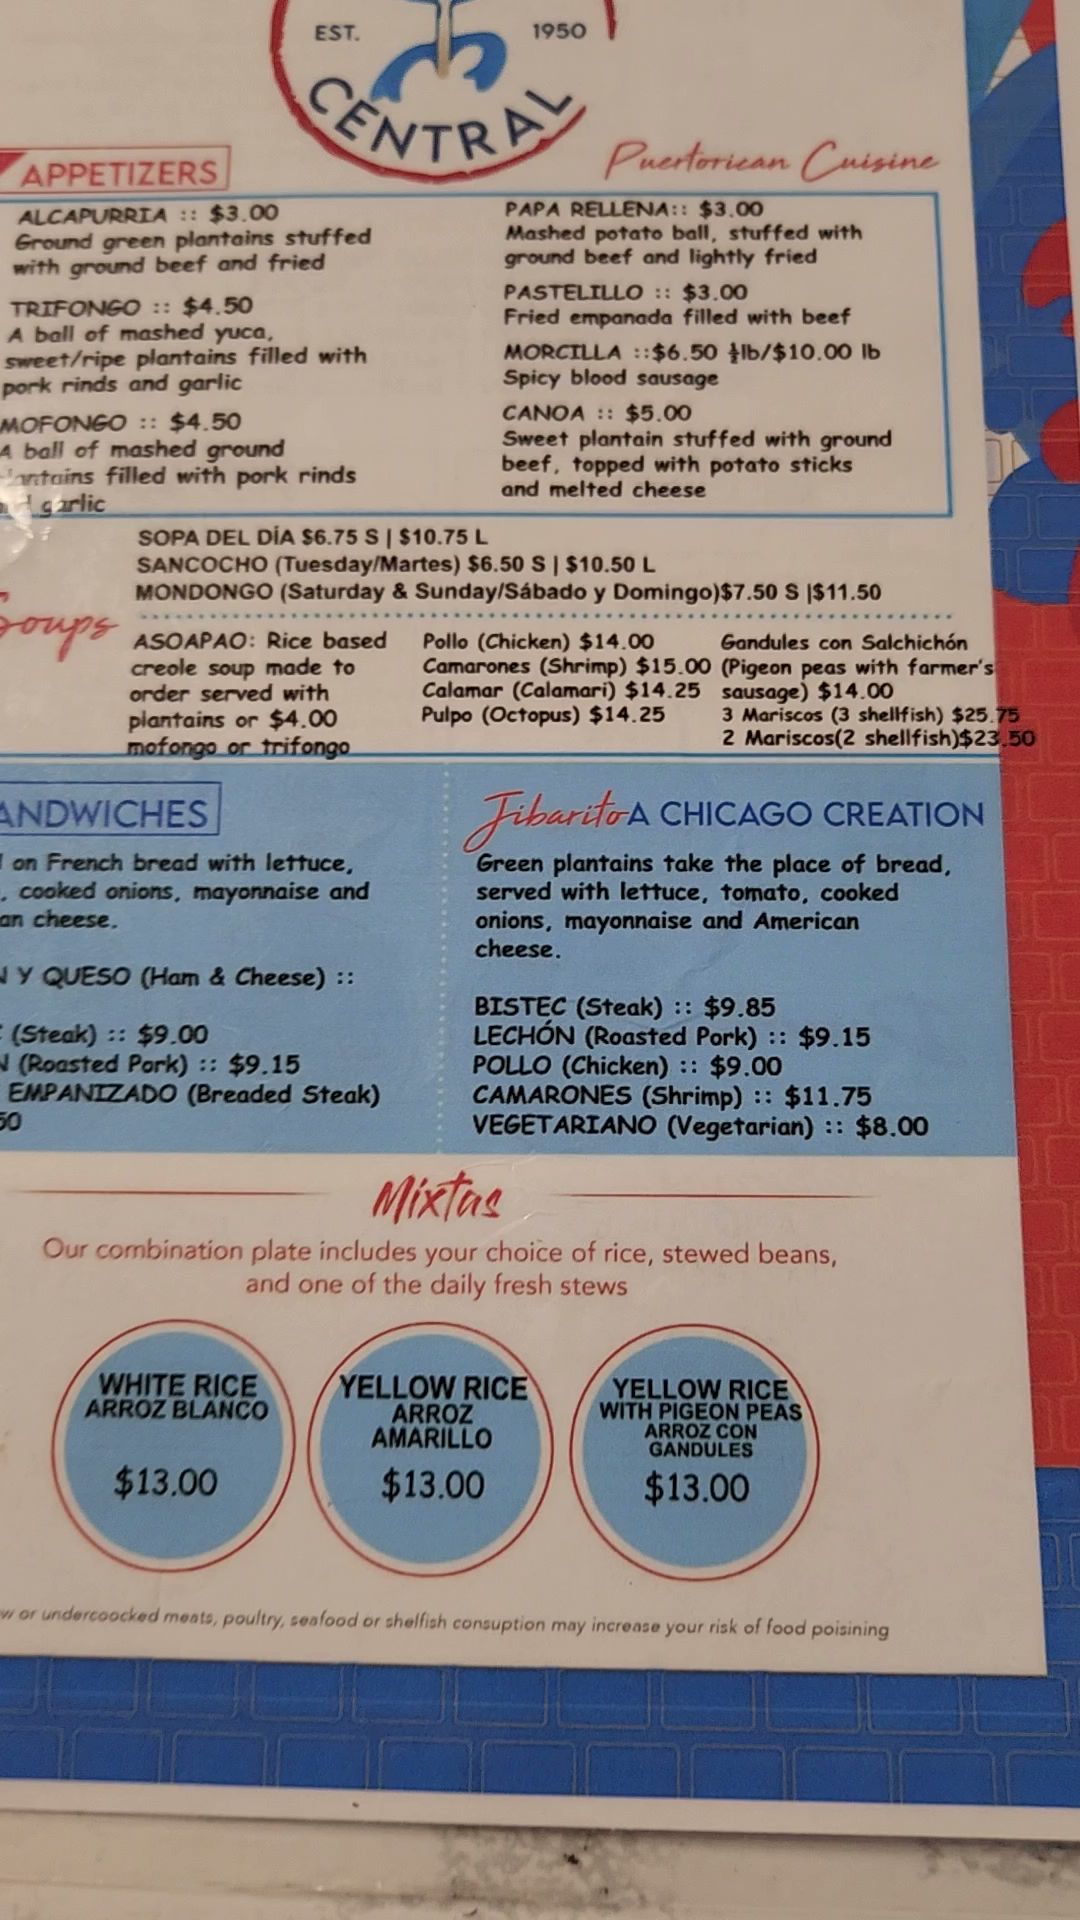 EST. 1950
CENTRAL
Puertorican Cuisine
APPETIZERS
ALCAPURRIA :: $3.00
Ground green plantains stuffed
with ground beef and fried
TRIFONGO :: $4.50
A ball of mashed yuca,
sweet/ripe plantains filled with
pork rinds and garlic
MOFONGO :: $4.50
A ball of mashed ground
lantains filled with pork rinds
garlic
PAPA RELLENA:: $3.00
Mashed potato ball, stuffed with
ground beef and lightly fried
PASTELILLO :: $3.00
Fried empanada filled with beef
MORCILLA ::$6.50 ½lb/$10.00 lb
Spicy blood sausage
CANOA :: $5.00
Sweet plantain stuffed with ground
beef, topped with potato sticks
and melted cheese
Soups
SOPA DEL DÍA $6.75 S | $10.75 L
SANCOCHO (Tuesday/Martes) $6.50 S | $10.50 L
MONDONGO (Saturday & Sunday/Sábado y Domingo)$7.50 S |$11.50
ASOAPAO: Rice based
creole soup made to
order served with
plantains or $4.00
mofongo or trifongo
Pollo (Chicken) $14.00
Camarones (Shrimp) $15.00
Calamar (Calamari) $14.25
Pulpo (Octopus) $14.25
Gandules con Salchichón
(Pigeon peas with farmer's
sausage) $14.00
3 Mariscos (3 shellfish) $25.75
2 Mariscos(2 shellfish)$23.50
ANDWICHES
on French bread with lettuce,
, cooked onions, mayonnaise and
an cheese.
N Y QUESO (Ham & Cheese) ::
(Steak) :: $9.00
N (Roasted Pork) :: $9.15
EMPANIZADO (Breaded Steak)
50
Jibarito A CHICAGO CREATION
Green plantains take the place of bread,
served with lettuce, tomato, cooked
onions, mayonnaise and American
cheese.
BISTEC (Steak) :: $9.85
LECHÓN (Roasted Pork) :: $9.15
POLLO (Chicken) :: $9.00
CAMARONES (Shrimp) :: $11.75
VEGETARIANO (Vegetarian) :: $8.00
Mixtas
Our combination plate includes your choice of rice, stewed beans,
and one of the daily fresh stews
WHITE RICE
ARROZ BLANCO
$13.00
YELLOW RICE
ARROZ
AMARILLO
$13.00
YELLOW RICE
WITH PIGEON PEAS
ARROZ CON
GANDULES
$13.00
w or undercoocked meats, poultry, seafood or shelfish consuption may increase your risk of food poisining